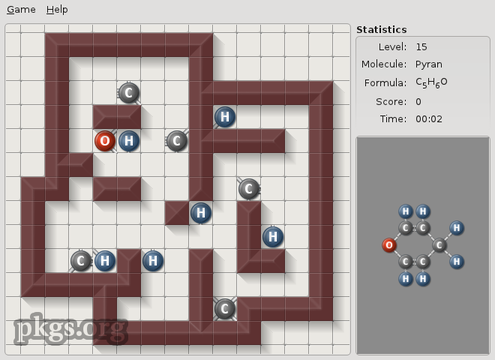 Game Help
Statistics
Level: 15
Molecule: Pyran
Formula: C₅H₆O
Score: 0
Time: 00:02
C
H
O H C
C
H
H
C H H
C
H H
C C H
O C
C C H
H H
pkgs.org